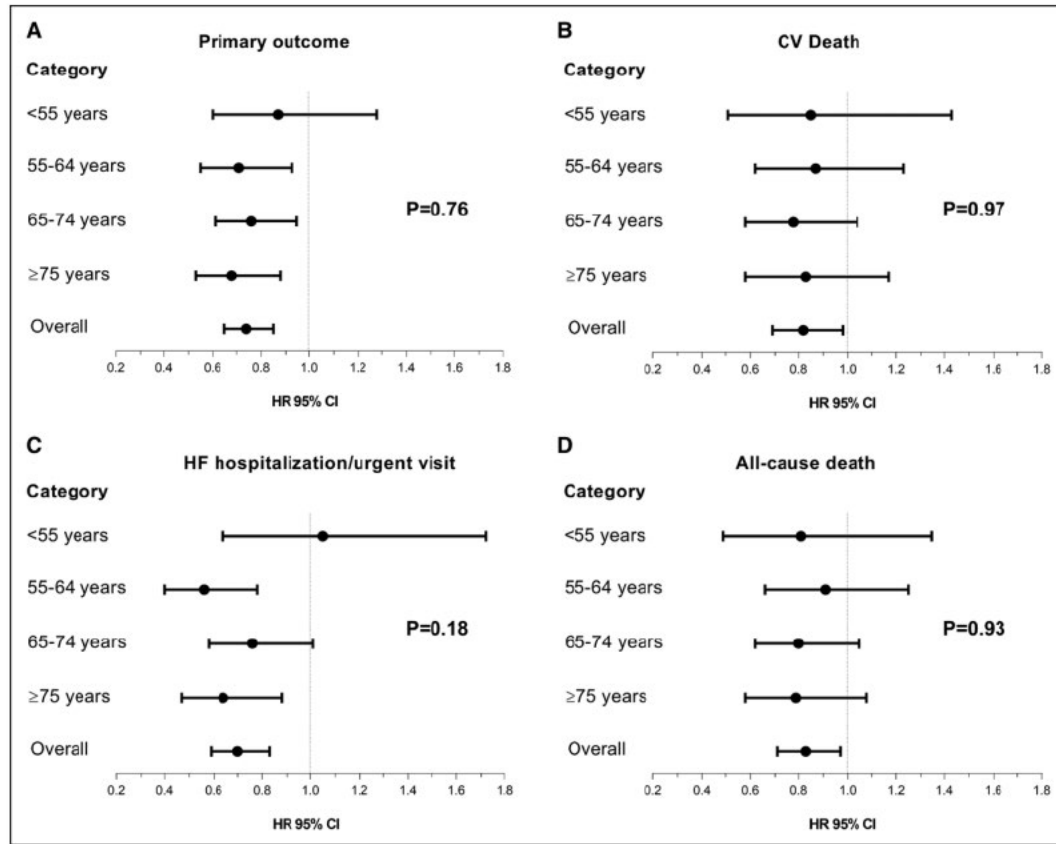 A
Primary outcome
Category
<55 years
55-64 years
65-74 years
≥75 years
Overall
P=0.76
0.2 0.4 0.6 0.8 1.0 1.2 1.4 1.6 1.8
HR 95% CI
B
CV Death
Category
<55 years
55-64 years
65-74 years
≥75 years
Overall
P=0.97
0.2 0.4 0.6 0.8 1.0 1.2 1.4 1.6 1.8
HR 95% CI
C
HF hospitalization/urgent visit
Category
<55 years
55-64 years
65-74 years
≥75 years
Overall
P=0.18
0.2 0.4 0.6 0.8 1.0 1.2 1.4 1.6 1.8
HR 95% CI
D
All-cause death
Category
<55 years
55-64 years
65-74 years
≥75 years
Overall
P=0.93
0.2 0.4 0.6 0.8 1.0 1.2 1.4 1.6 1.8
HR 95% CI